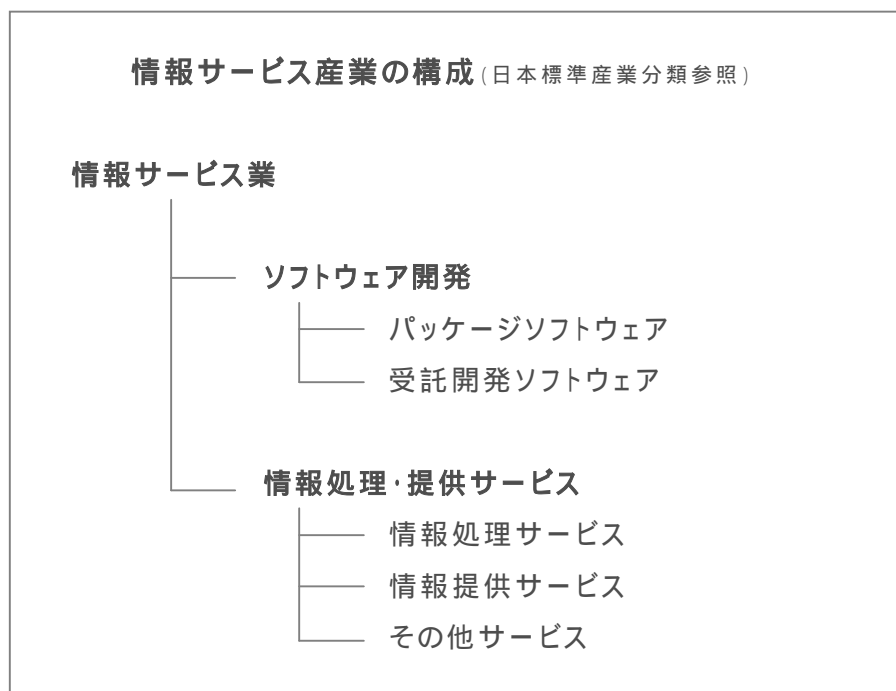 情報サービス産業の構成(日本標準産業分類参照)
情報サービス業
ソフトウェア開発
パッケージソフトウェア
受託開発ソフトウェア
情報処理・提供サービス
情報処理サービス
情報提供サービス
その他サービス